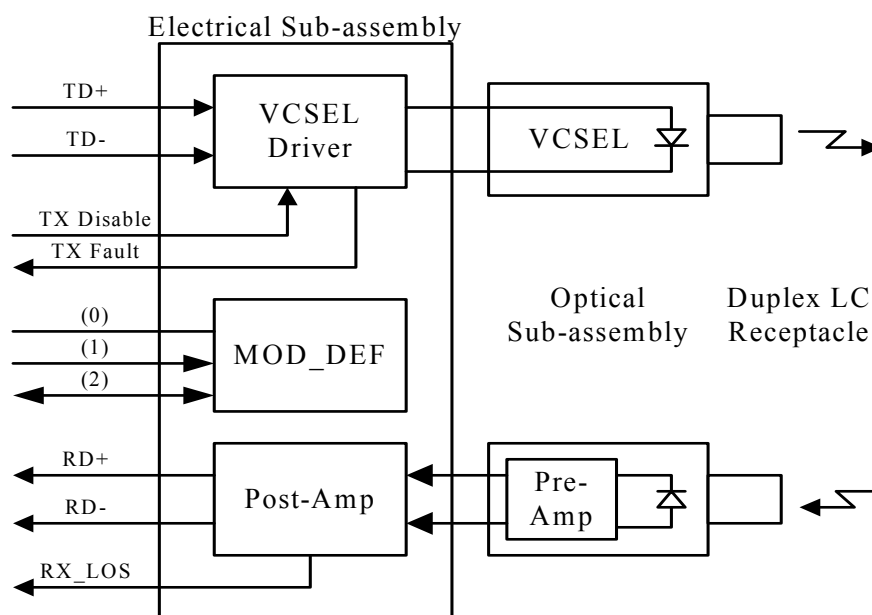 Electrical Sub-assembly
TD+
TD-
VCSEL
Driver
VCSEL
TX Disable
TX Fault
Optical
Sub-assembly
Duplex LC
Receptacle
(0)
(1)
(2)
MOD_DEF
RD+
RD-
Post-Amp
Pre-
Amp
RX_LOS